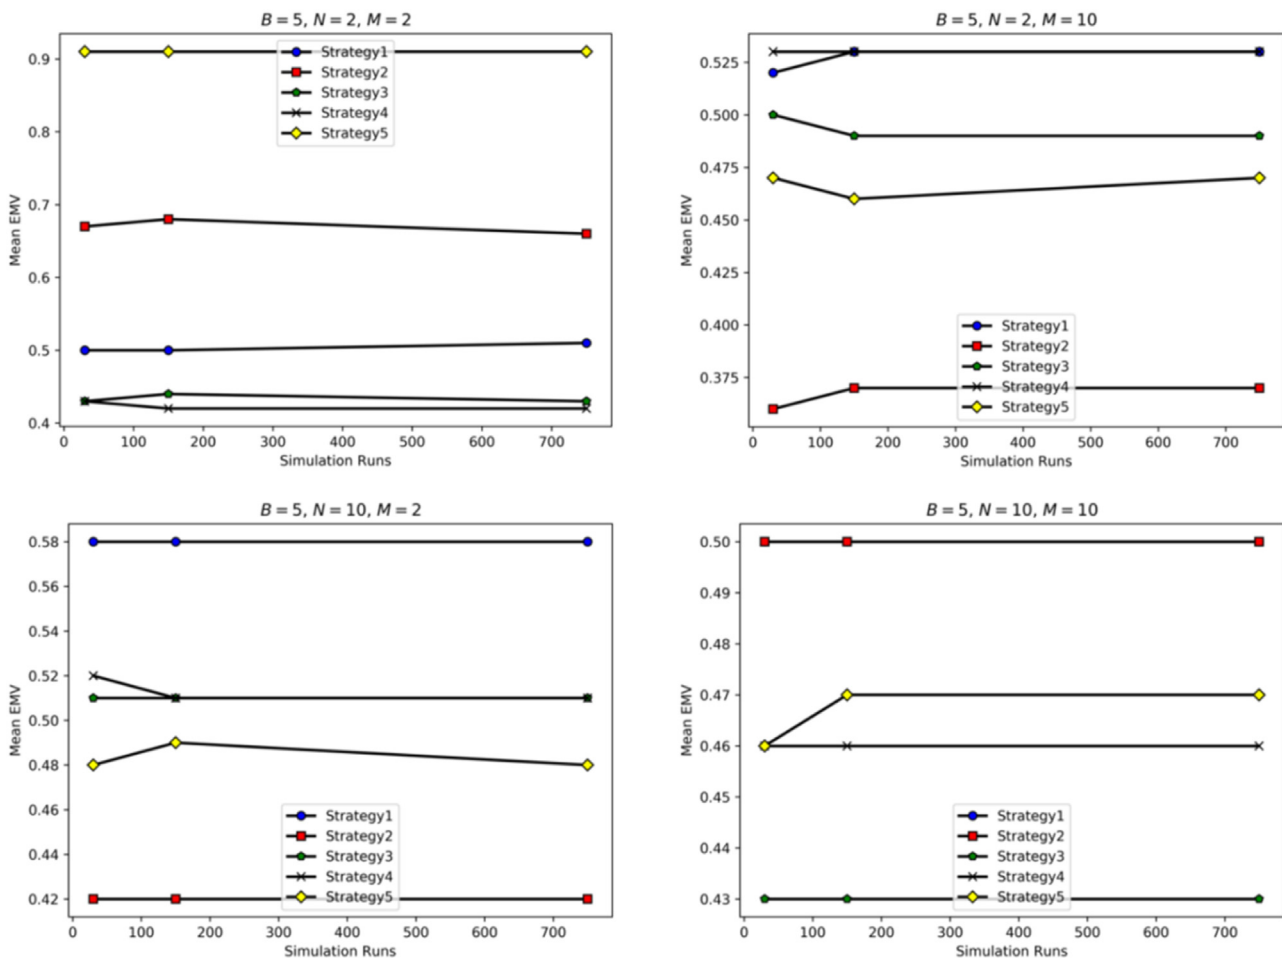 B = 5, N = 2, M = 2
0.9
0.8
0.7
0.6
0.5
0.4
Mean EMV
0 100 200 300 400 500 600 700
Simulation Runs
Strategy1
Strategy2
Strategy3
Strategy4
Strategy5
B = 5, N = 2, M = 10
0.525
0.500
0.475
0.450
0.425
0.400
0.375
Mean EMV
0 100 200 300 400 500 600 700
Simulation Runs
Strategy1
Strategy2
Strategy3
Strategy4
Strategy5
B = 5, N = 10, M = 2
0.58
0.56
0.54
0.52
0.50
0.48
0.46
0.44
0.42
Mean EMV
0 100 200 300 400 500 600 700
Simulation Runs
Strategy1
Strategy2
Strategy3
Strategy4
Strategy5
B = 5, N = 10, M = 10
0.50
0.49
0.48
0.47
0.46
0.45
0.44
0.43
Mean EMV
0 100 200 300 400 500 600 700
Simulation Runs
Strategy1
Strategy2
Strategy3
Strategy4
Strategy5